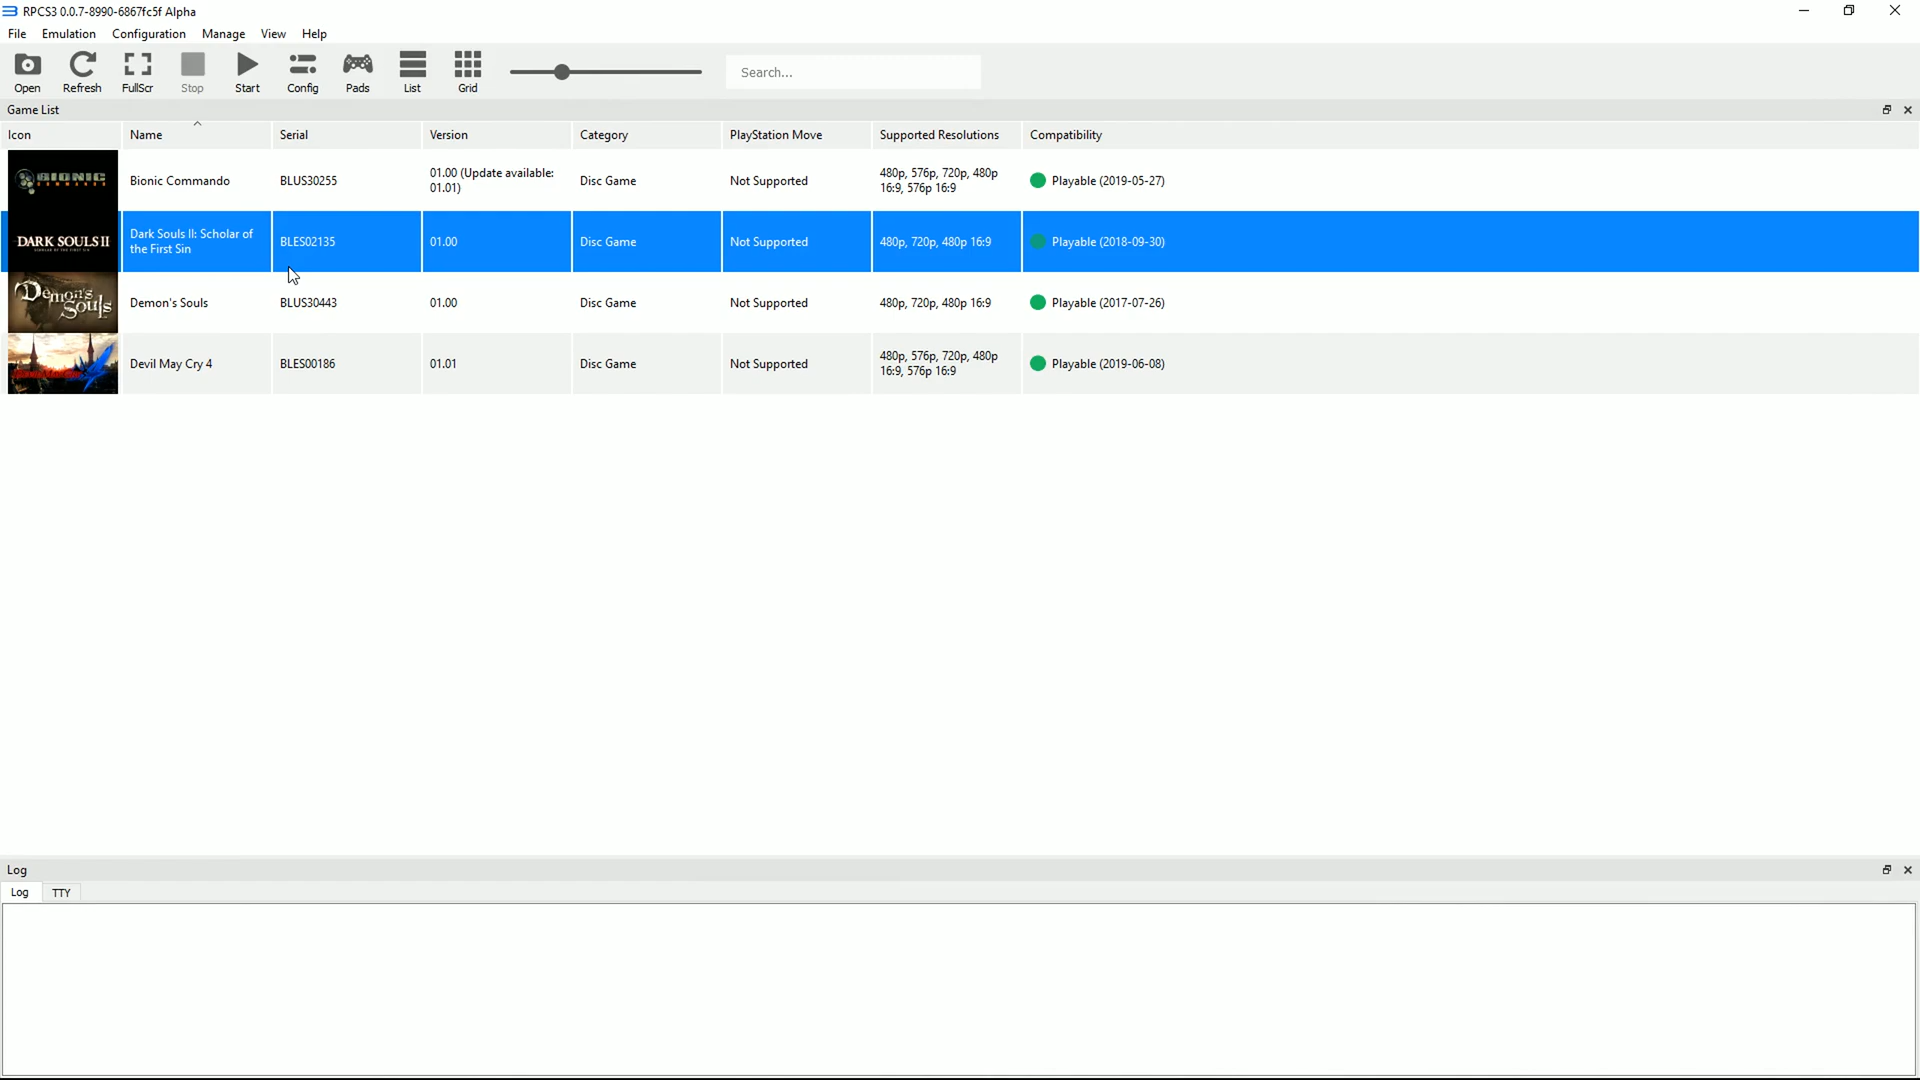 RPCS3 0.0.7-8990-6867fc5f Alpha
File Emulation Configuration Manage View Help
Open Refresh FullScr Stop Start Config Pads List Grid Search...
Game List
Icon Name Serial Version Category PlayStation Move Supported Resolutions Compatibility
BIONIC
COMMANDO
Bionic Commando BLUS30255 01.00 (Update available: 01.01) Disc Game Not Supported 480p, 576p, 720p, 480p 16:9, 576p 16:9 Playable (2019-05-27)
DARK SOULS II
SCHOLAR OF THE FIRST SIN
Dark Souls II: Scholar of the First Sin BLES02135 01.00 Disc Game Not Supported 480p, 720p, 480p 16:9 Playable (2018-09-30)
Demon's Souls
Demon's Souls BLUS30443 01.00 Disc Game Not Supported 480p, 720p, 480p 16:9 Playable (2017-07-26)
Devil May Cry 4 BLES00186 01.01 Disc Game Not Supported 480p, 576p, 720p, 480p 16:9, 576p 16:9 Playable (2019-06-08)
Log
Log TTY